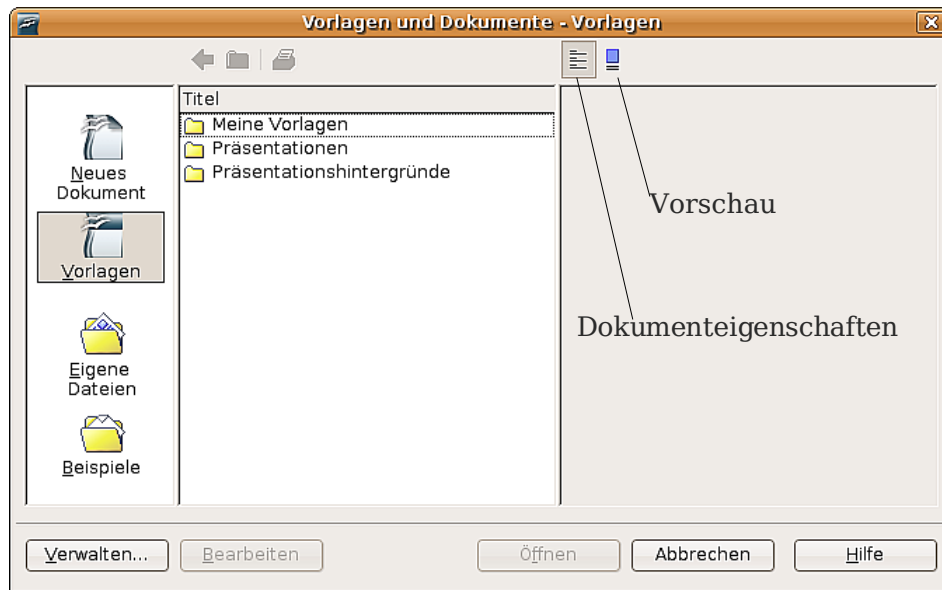 Vorlagen und Dokumente - Vorlagen
Neues
Dokument
Vorlagen
Eigene
Dateien
Beispiele
Titel
Meine Vorlagen
Präsentationen
Präsentationshintergründe
Vorschau
Dokumenteigenschaften
Verwalten...
Bearbeiten
Öffnen
Abbrechen
Hilfe